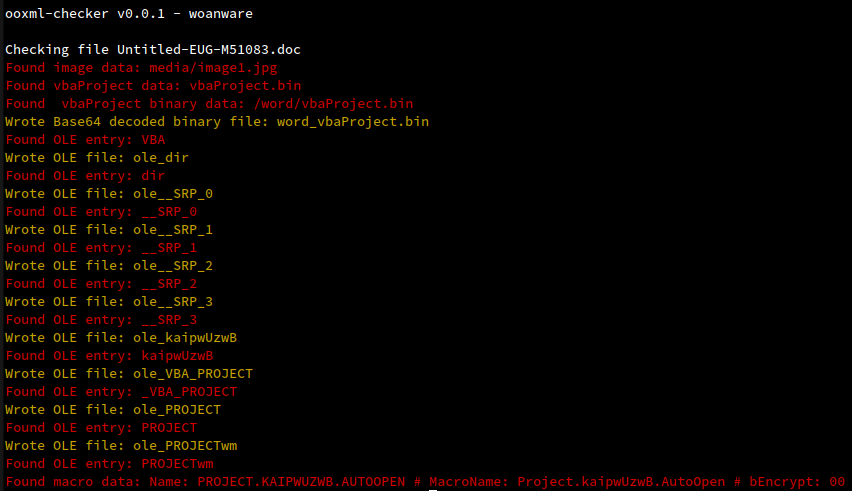 ooxml-checker v0.0.1 - woanware
Checking file Untitled-EUG-M51083.doc
Found image data: media/image1.jpg
Found vbaProject data: vbaProject.bin
Found  vbaProject binary data: /word/vbaProject.bin
Wrote Base64 decoded binary file: word_vbaProject.bin
Found OLE entry: VBA
Wrote OLE file: ole_dir
Found OLE entry: dir
Wrote OLE file: ole__SRP_0
Found OLE entry: __SRP_0
Wrote OLE file: ole__SRP_1
Found OLE entry: __SRP_1
Wrote OLE file: ole__SRP_2
Found OLE entry: __SRP_2
Wrote OLE file: ole__SRP_3
Found OLE entry: __SRP_3
Wrote OLE file: ole_kaipwUzwB
Found OLE entry: kaipwUzwB
Wrote OLE file: ole_VBA_PROJECT
Found OLE entry: _VBA_PROJECT
Wrote OLE file: ole_PROJECT
Found OLE entry: PROJECT
Wrote OLE file: ole_PROJECTwm
Found OLE entry: PROJECTwm
Found macro data: Name: PROJECT.KAIPWUZWB.AUTOOPEN # MacroName: Project.kaipwUzwB.AutoOpen # bEncrypt: 00